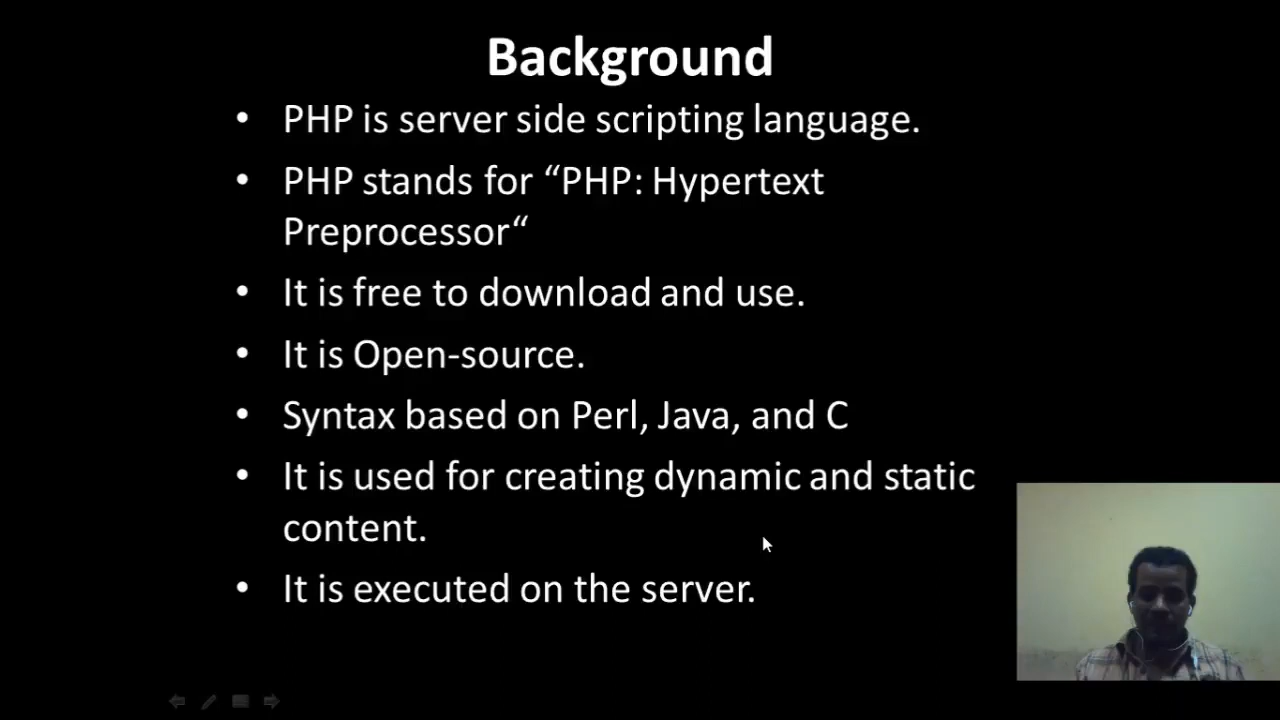 Background
• PHP is server side scripting language.
• PHP stands for “PHP: Hypertext
Preprocessor“
• It is free to download and use.
• It is Open-source.
• Syntax based on Perl, Java, and C
• It is used for creating dynamic and static
content.
• It is executed on the server.